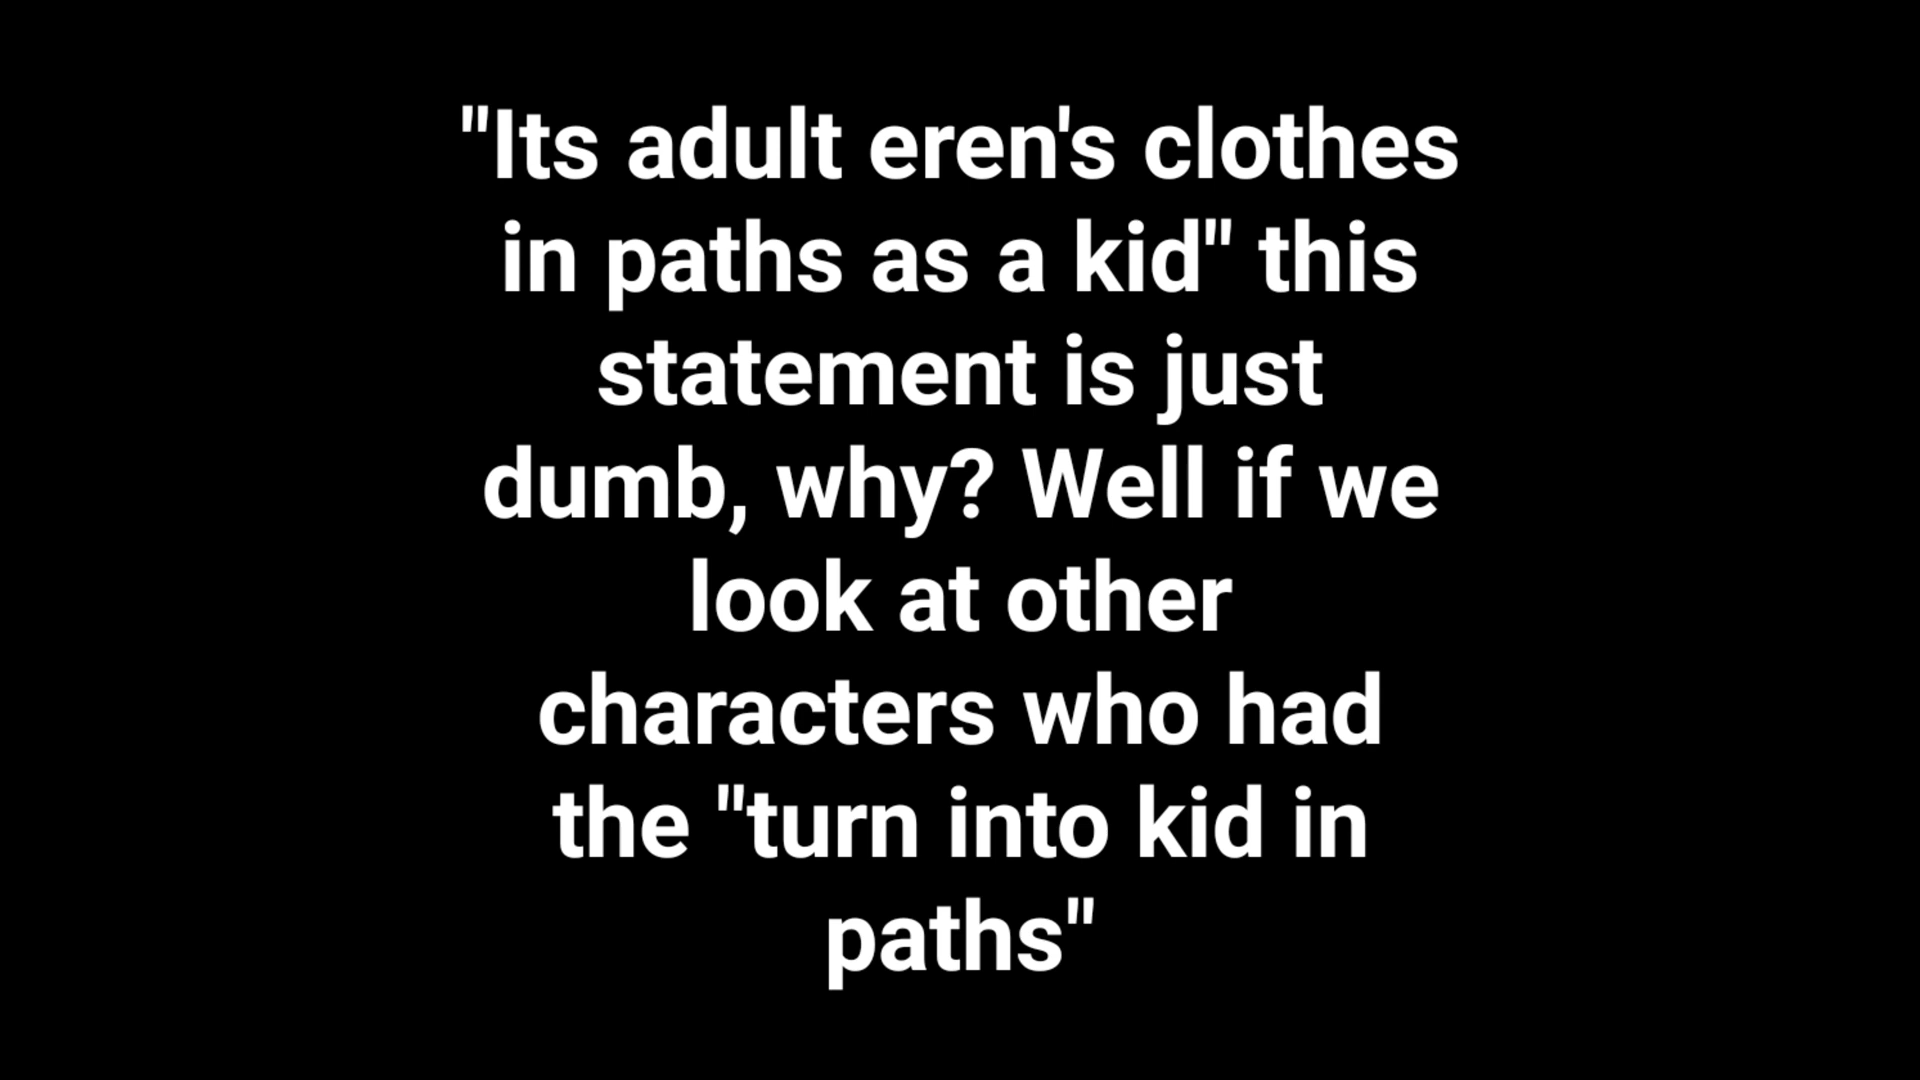 "Its adult eren's clothes
in paths as a kid" this
statement is just
dumb, why? Well if we
look at other
characters who had
the "turn into kid in
paths"